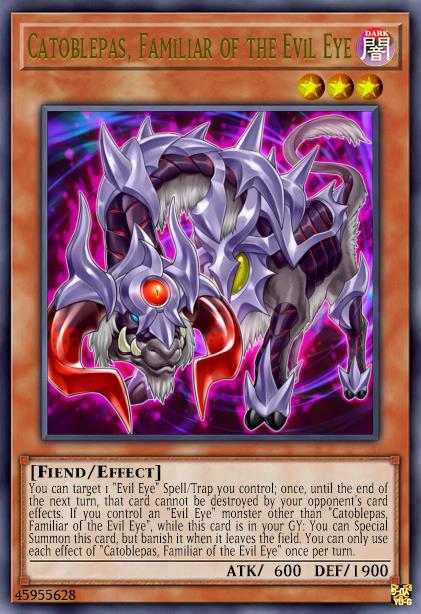 Catoblepas, Familiar of the Evil Eye
DARK
闇
[Fiend/Effect]
You can target 1 "Evil Eye" Spell/Trap you control; once, until the end of
the next turn, that card cannot be destroyed by your opponent's card
effects. If you control an "Evil Eye" monster other than "Catoblepas,
Familiar of the Evil Eye", while this card is in your GY: You can Special
Summon this card, but banish it when it leaves the field. You can only use
each effect of "Catoblepas, Familiar of the Evil Eye" once per turn.
ATK/ 600 DEF/1900
45955628